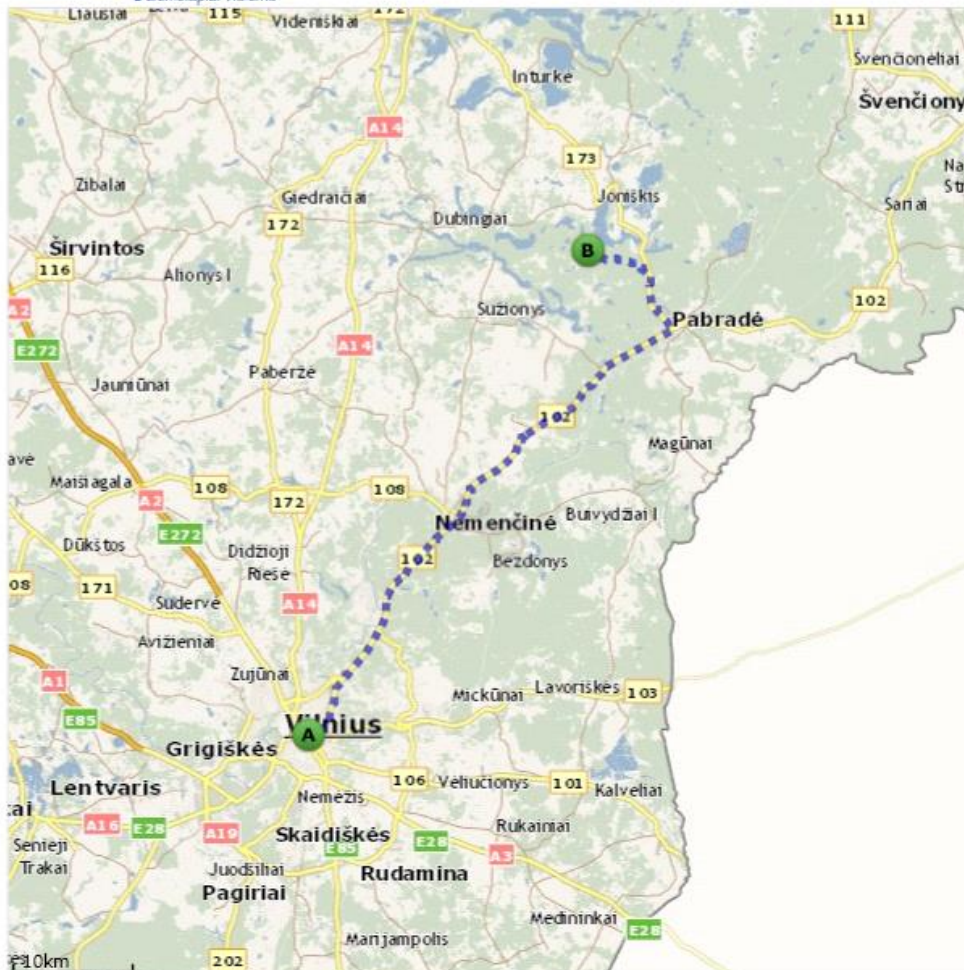 Liausiai
115
Videniškiai
172
111
Švenčionėliai
Inturkė
Švenčiony
A14
173
Zibalai
Giedraičiai
Joniškis
Sariai
172
Dubingiai
Širvintos
B
116
Alionys I
102
A2
Sužionys
Pabradė
E272
A14
Jauniūnai
Paberžė
102
Magūnai
avė
Maišiagala
108
108
A2
172
Nemenčinė
Buivydžiai I
E272
Dūkštos
Didžioji
Riešė
102
Bezdonys
08
171
A14
Sudervė
Avižieniai
Zujūnai
A1
Mickūnai
Lavoriškės
103
E85
Vilnius
A
Grigiškės
106
Vėliučionys
101
Lentvaris
Nemėžis
Kalveliai
kai
A16
E28
A19
Skaidiškės
E85
E28
Rukainiai
A3
Senieji
Trakai
Juodšiliai
Rudamina
Pagiriai
Medininkai
E28
Marijampolis
10km
202